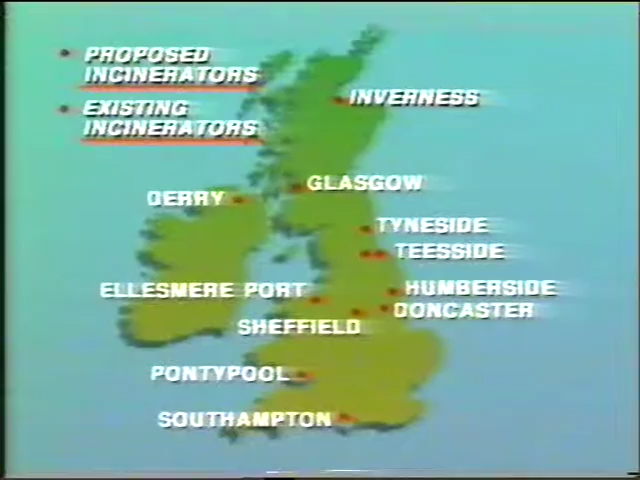 PROPOSED
INCINERATORS
EXISTING
INCINERATORS
INVERNESS
GLASGOW
DERRY
TYNESIDE
TEESSIDE
ELLESMERE PORT
HUMBERSIDE
DONCASTER
SHEFFIELD
PONTYPOOL
SOUTHAMPTON